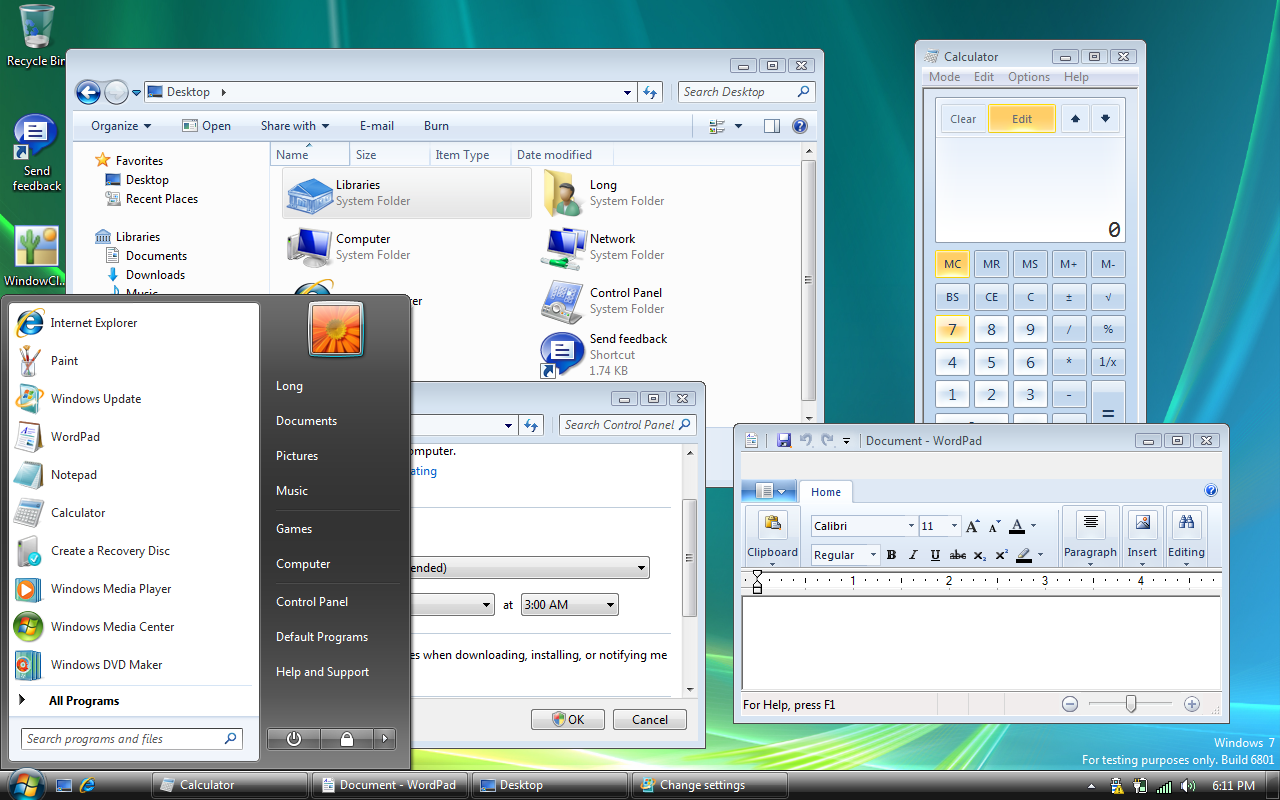 Recycle Bin
Send
feedback
WindowCl...
Desktop
Search Desktop
Organize
Open
Share with
E-mail
Burn
Name
Size
Item Type
Date modified
Favorites
Desktop
Recent Places
Libraries
Documents
Downloads
Music
Libraries
System Folder
Long
System Folder
Computer
System Folder
Network
System Folder
Control Panel
System Folder
Send feedback
Shortcut
1.74 KB
Calculator
Mode Edit Options Help
Clear
Edit
0
MC MR MS M+ M-
BS CE C ± √
7 8 9 / %
4 5 6 * 1/x
1 2 3 - =
Internet Explorer
Paint
Windows Update
WordPad
Notepad
Calculator
Create a Recovery Disc
Windows Media Player
Windows Media Center
Windows DVD Maker
All Programs
Search programs and files
Long
Documents
Pictures
Music
Games
Computer
Control Panel
Default Programs
Help and Support
Search Control Panel
at
3:00 AM
when downloading, installing, or notifying me
OK
Cancel
Document - WordPad
Home
Calibri
11
Regular
B I U abc X₂ X²
Clipboard
Paragraph
Insert
Editing
1 2 3 4
For Help, press F1
Windows 7
For testing purposes only. Build 6801
Calculator
Document - WordPad
Desktop
Change settings
6:11 PM